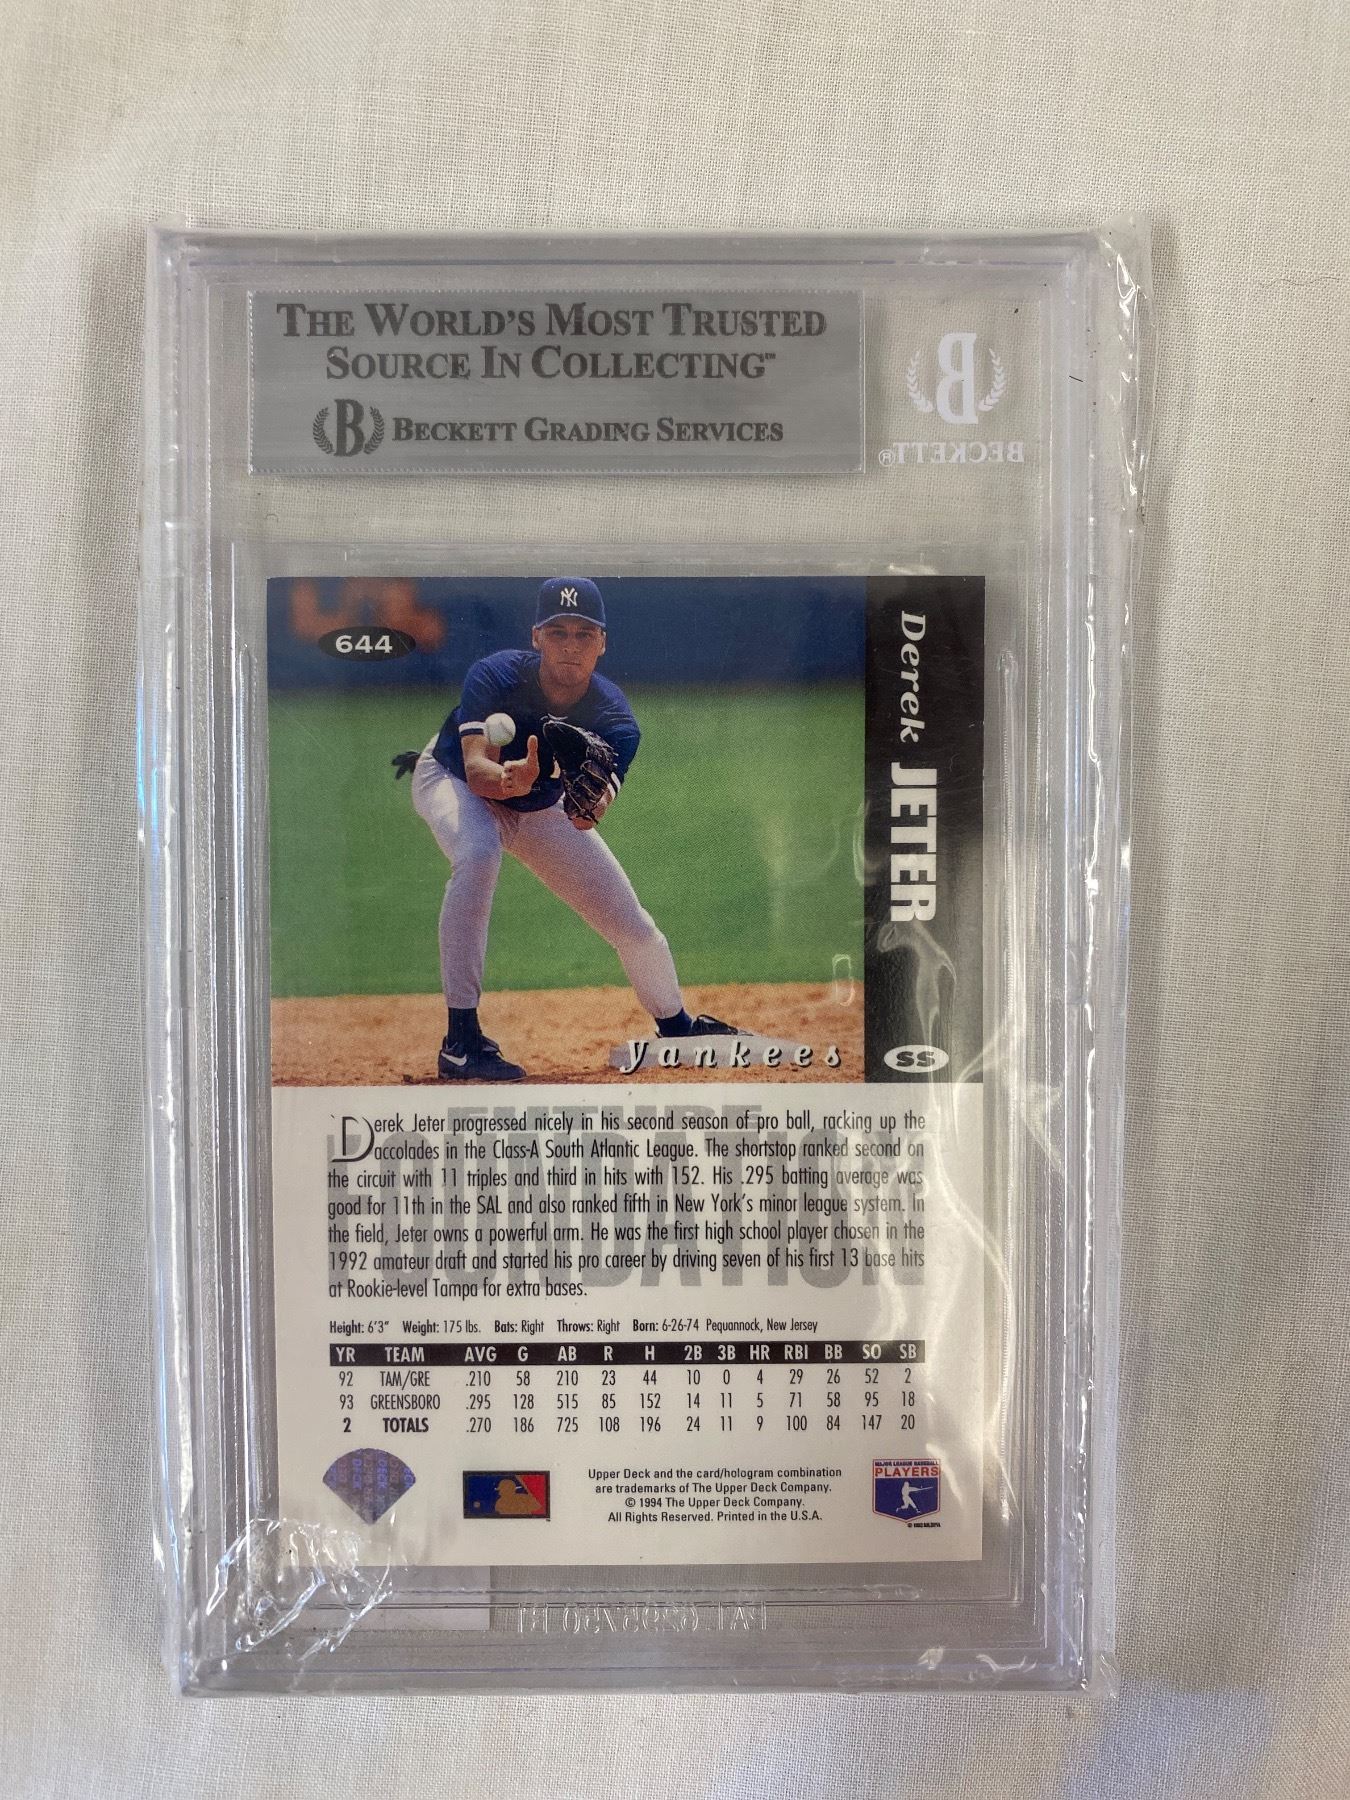 THE WORLD'S MOST TRUSTED
SOURCE IN COLLECTING™
B BECKETT GRADING SERVICES
B
BECKETT®
644
NY
Derek JETER
SS
Yankees
FUTURE
FOUNDATION
Derek Jeter progressed nicely in his second season of pro ball, racking up the
accolades in the Class-A South Atlantic League. The shortstop ranked second on
the circuit with 11 triples and third in hits with 152. His .295 batting average was
good for 11th in the SAL and also ranked fifth in New York's minor league system. In
the field, Jeter owns a powerful arm. He was the first high school player chosen in the
1992 amateur draft and started his pro career by driving seven of his first 13 base hits
at Rookie-level Tampa for extra bases.
Height: 6'3" Weight: 175 lbs. Bats: Right Throws: Right Born: 6-26-74 Pequannock, New Jersey
YR TEAM AVG G AB R H 2B 3B HR RBI BB SO SB
92 TAM/GRE .210 58 210 23 44 10 0 4 29 26 52 2
93 GREENSBORO .295 128 515 85 152 14 11 5 71 58 95 18
2 TOTALS .270 186 725 108 196 24 11 9 100 84 147 20
Upper Deck and the card/hologram combination
are trademarks of The Upper Deck Company.
© 1994 The Upper Deck Company.
All Rights Reserved. Printed in the U.S.A.
MAJOR LEAGUE BASEBALL
PLAYERS